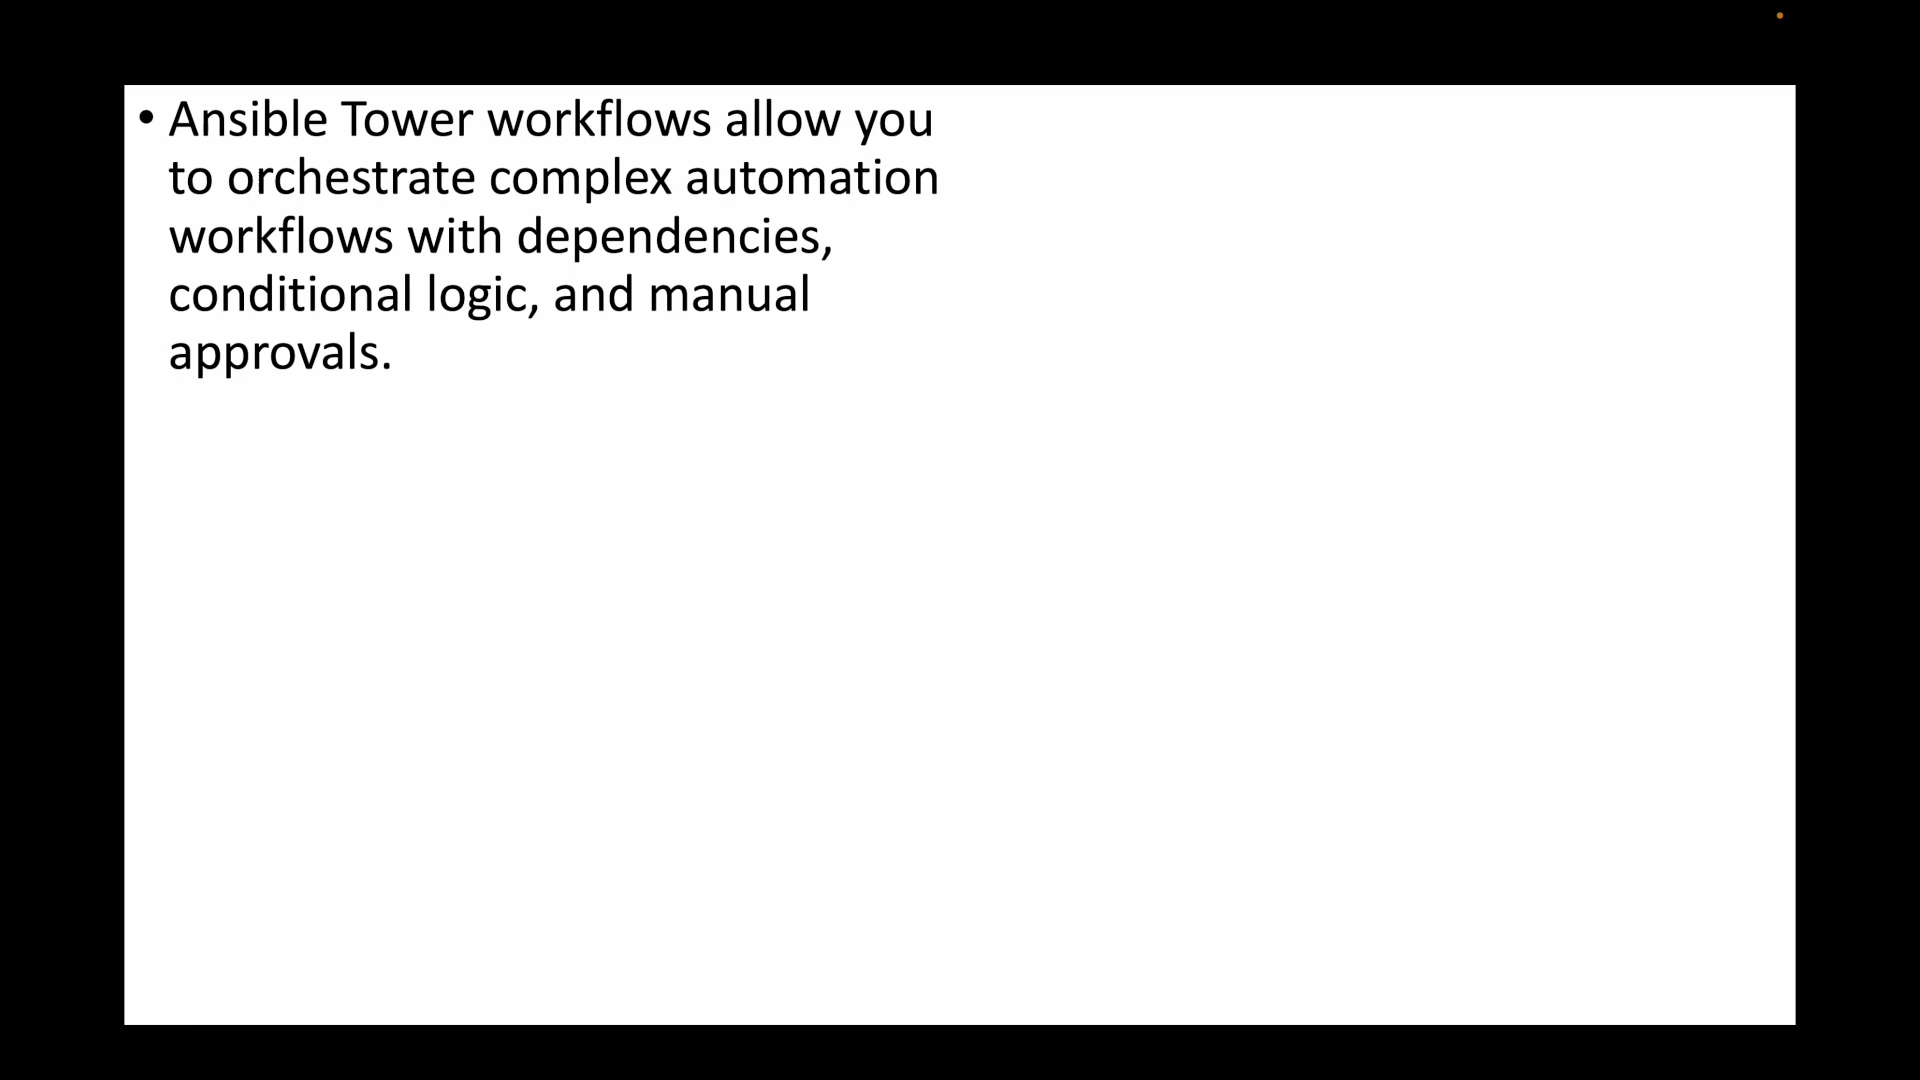 • Ansible Tower workflows allow you
to orchestrate complex automation
workflows with dependencies,
conditional logic, and manual
approvals.